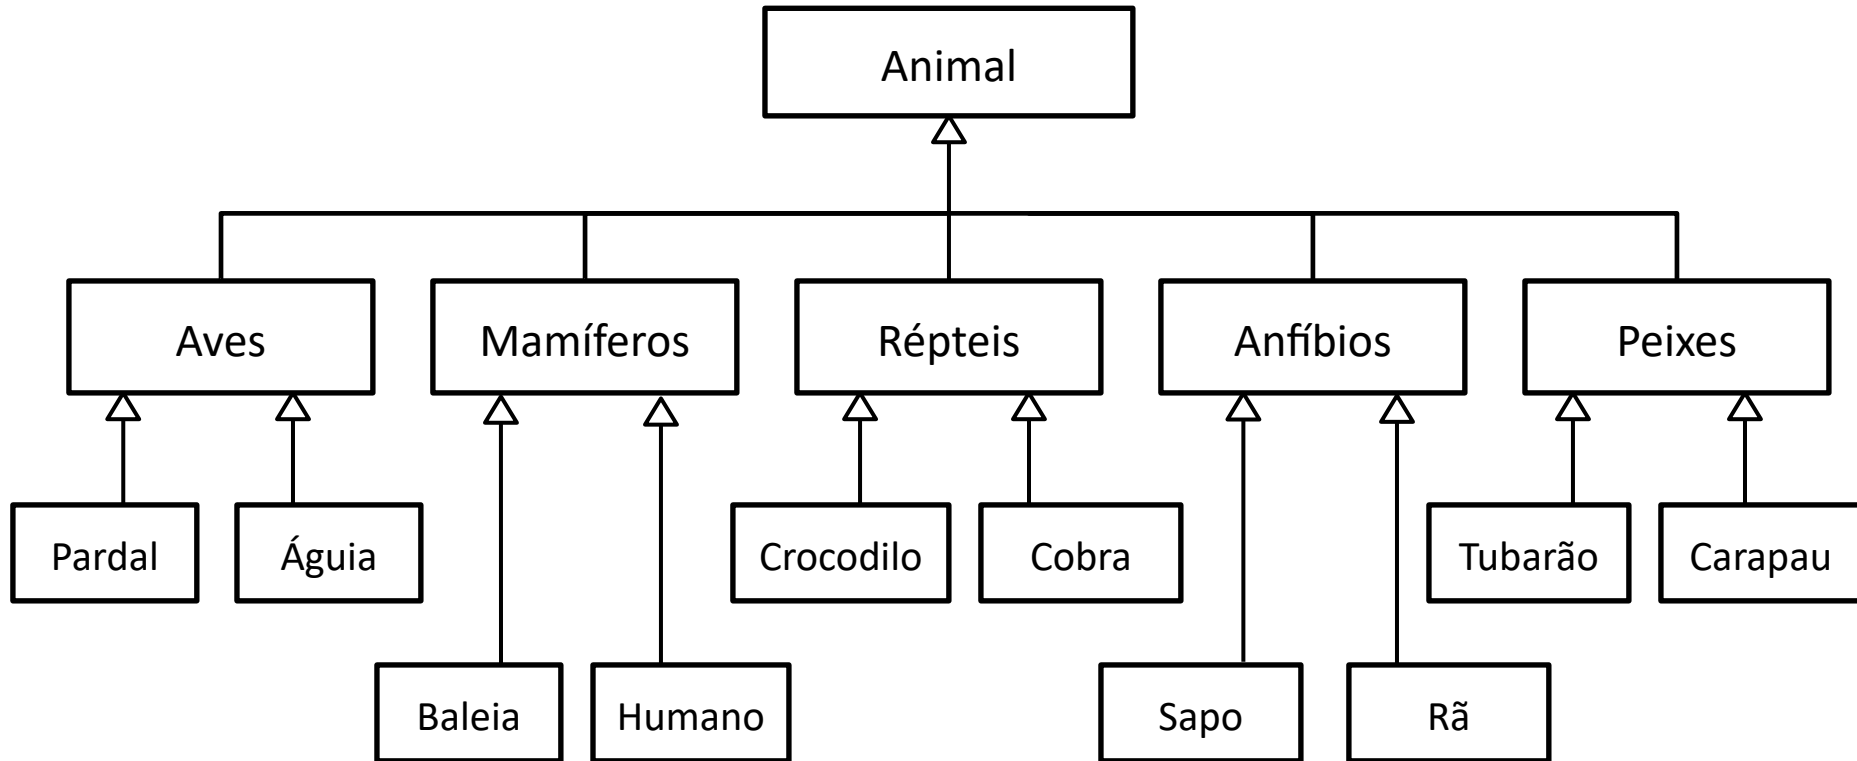 Animal
Aves
Mamíferos
Répteis
Anfíbios
Peixes
Pardal
Águia
Crocodilo
Cobra
Tubarão
Carapau
Baleia
Humano
Sapo
Rã